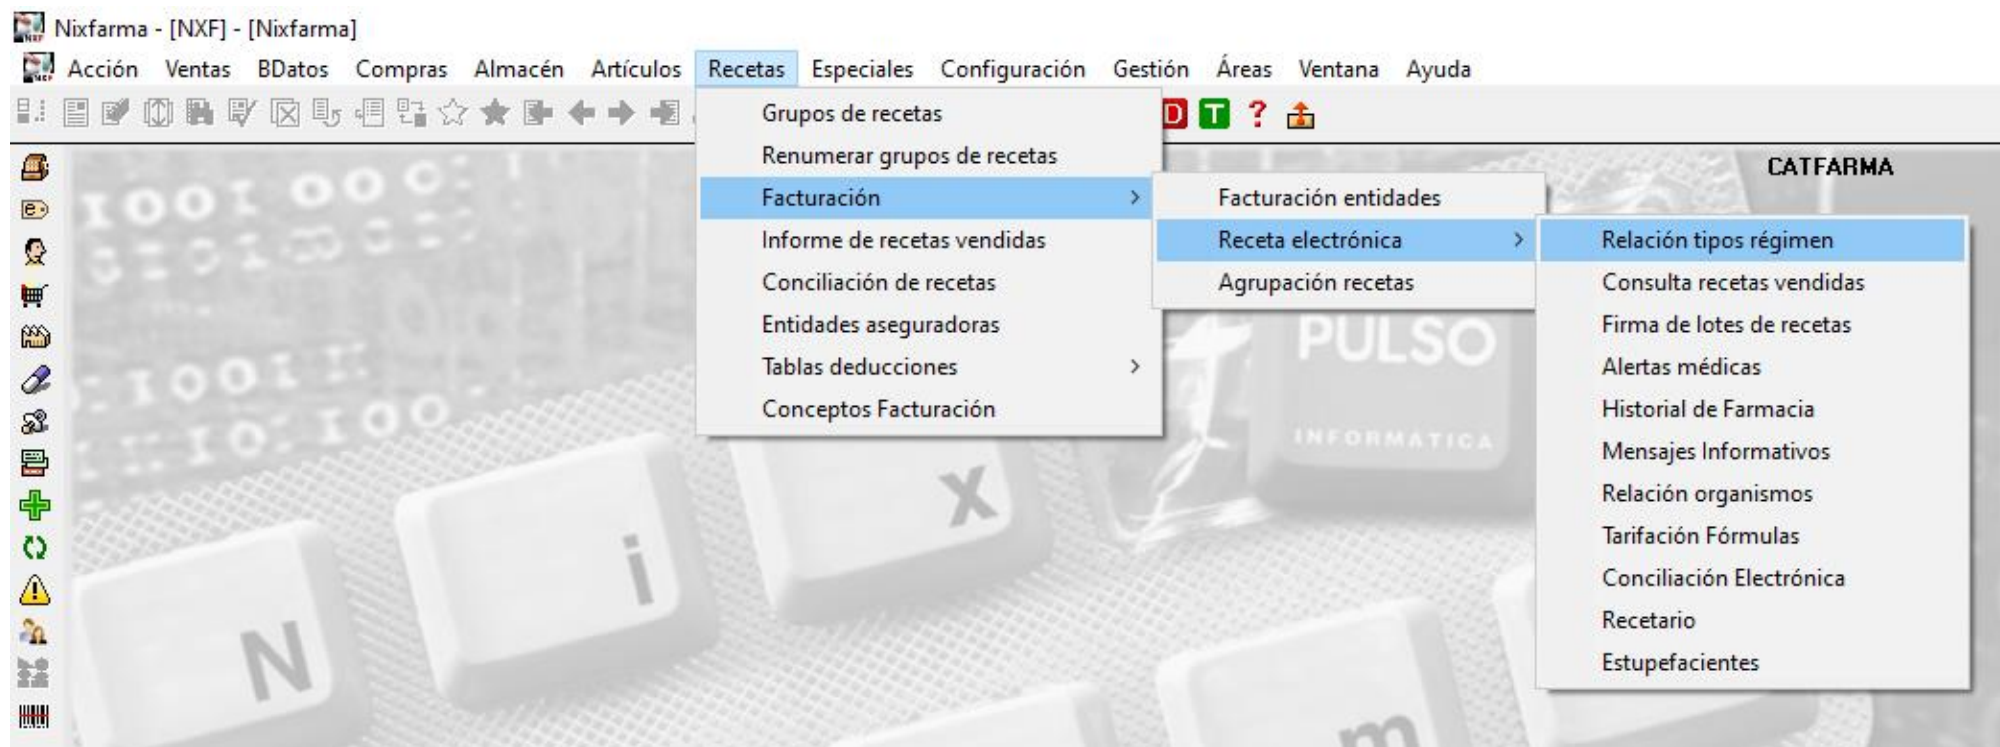 Nixfarma - [NXF] - [Nixfarma]
Acción Ventas BDatos Compras Almacén Artículos Recetas Especiales Configuración Gestión Áreas Ventana Ayuda
D T ?
Grupos de recetas
Renumerar grupos de recetas
Facturación >
Informe de recetas vendidas
Conciliación de recetas
Entidades aseguradoras
Tablas deducciones >
Conceptos Facturación
Facturación entidades
Receta electrónica >
Agrupación recetas
CATFARMA
Relación tipos régimen
Consulta recetas vendidas
Firma de lotes de recetas
Alertas médicas
Historial de Farmacia
Mensajes Informativos
Relación organismos
Tarifación Fórmulas
Conciliación Electrónica
Recetario
Estupefacientes
PULSO
INFORMATICA
N i x m